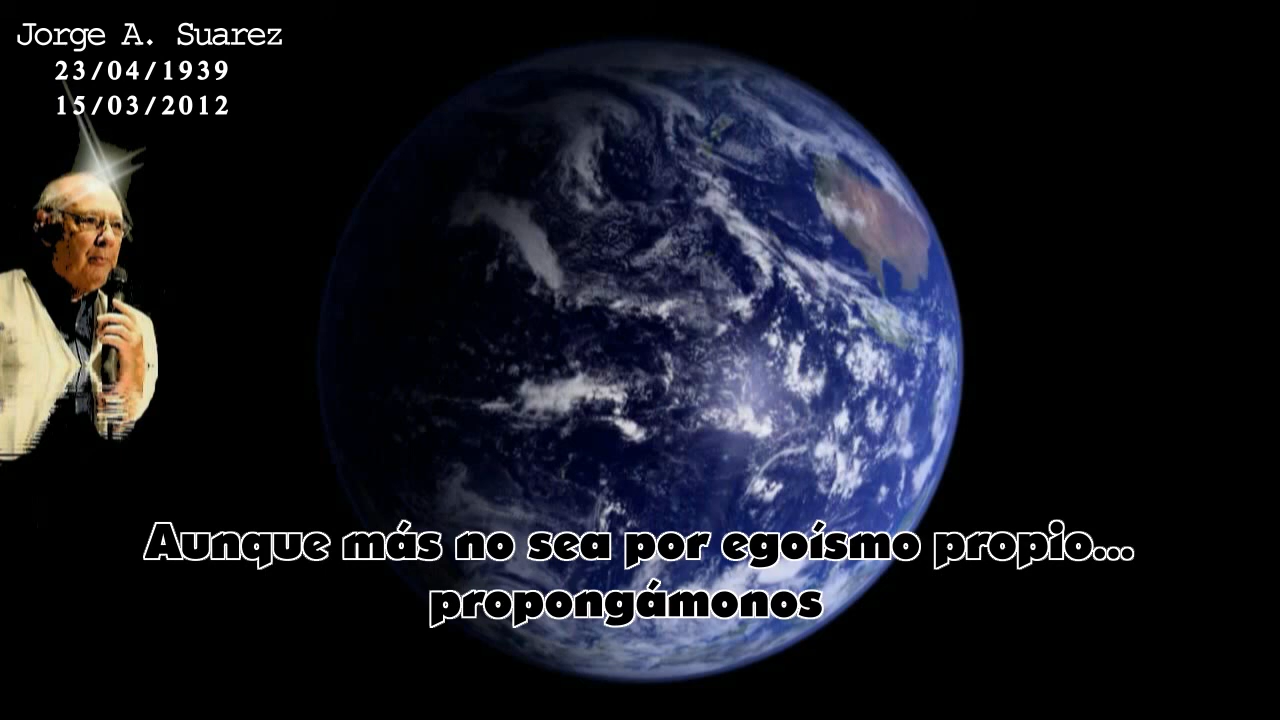 Jorge A. Suarez
23/04/1939
15/03/2012
Aunque más no sea por egoísmo propio...
propongámonos